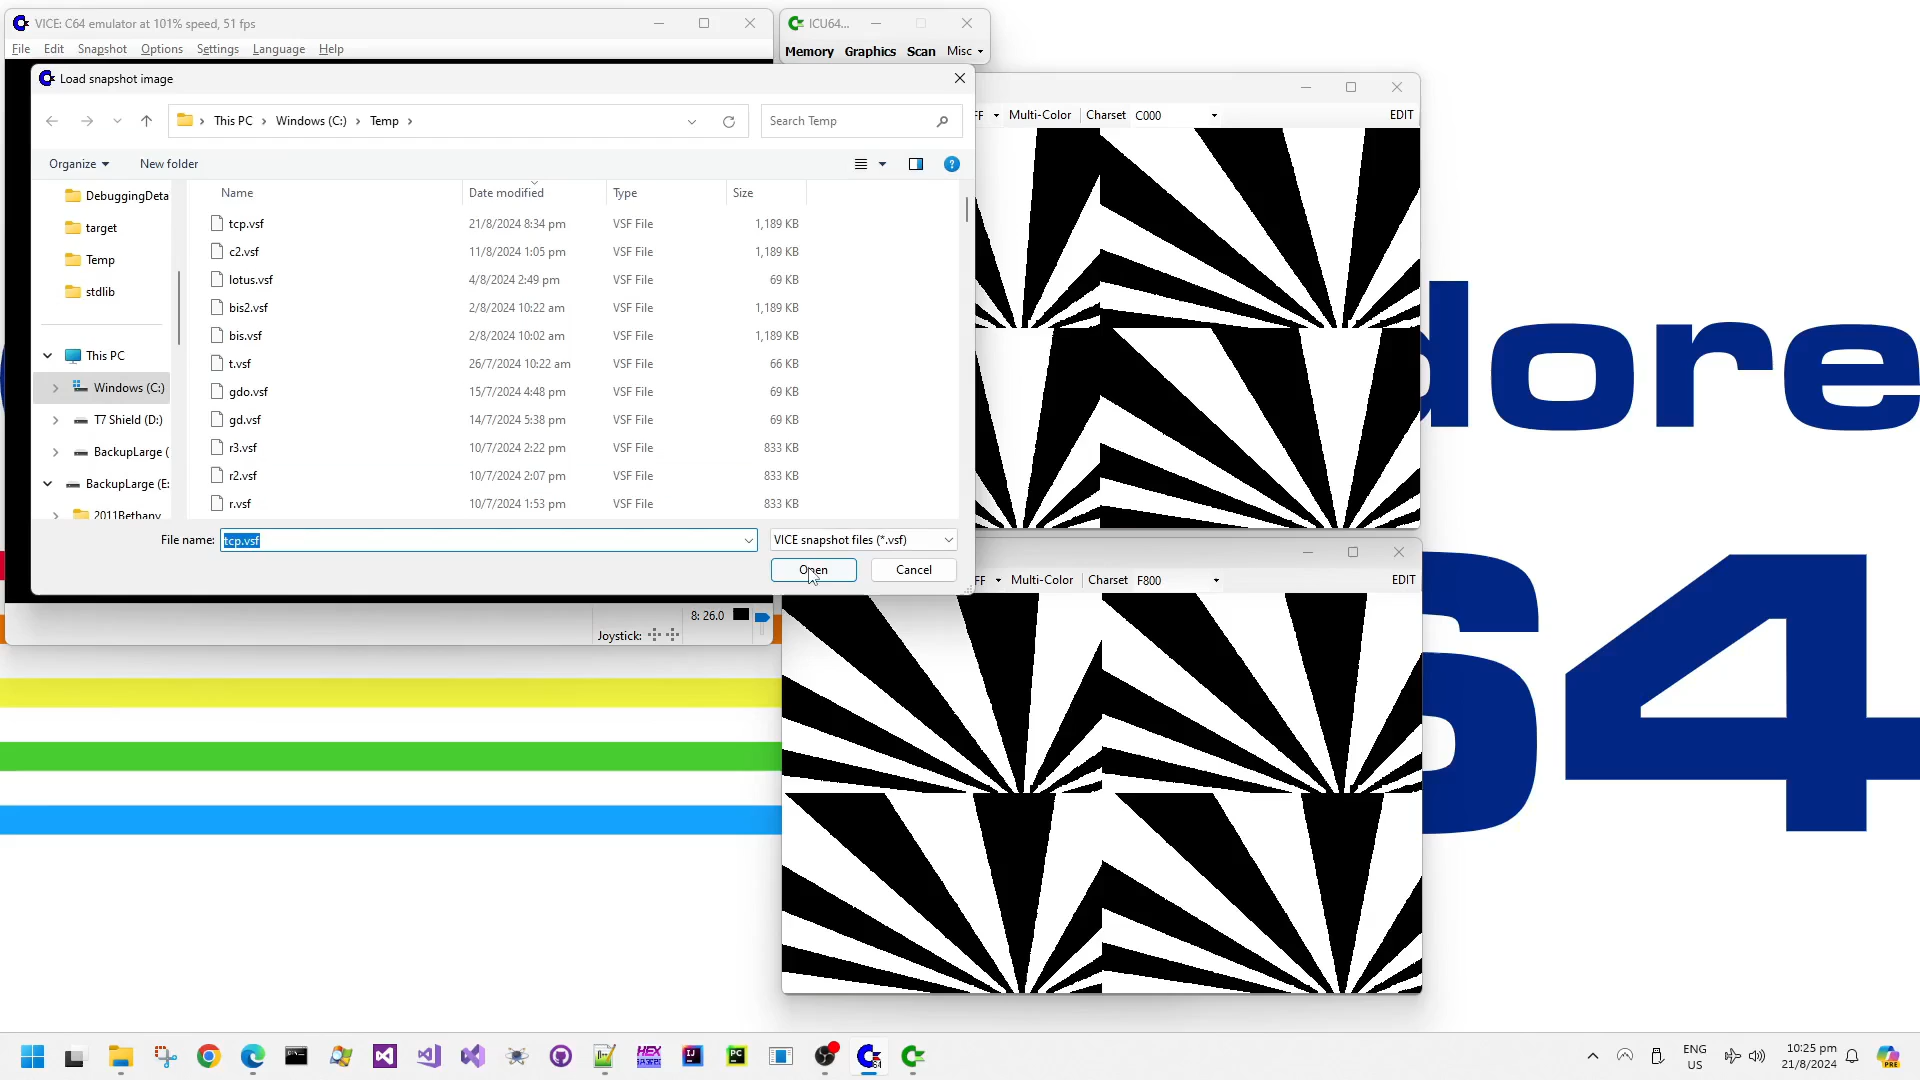 VICE: C64 emulator at 101% speed, 51 fps
File Edit Snapshot Options Settings Language Help
ICU64...
Memory Graphics Scan Misc
Load snapshot image
This PC > Windows (C:) > Temp >
Search Temp
Organize New folder
Name Date modified Type Size
DebuggingDeta
target
Temp
stdlib
This PC
Windows (C:)
T7 Shield (D:)
BackupLarge (
BackupLarge (E:
2011Bethany
tcp.vsf 21/8/2024 8:34 pm VSF File 1,189 KB
c2.vsf 11/8/2024 1:05 pm VSF File 1,189 KB
lotus.vsf 4/8/2024 2:49 pm VSF File 69 KB
bis2.vsf 2/8/2024 10:22 am VSF File 1,189 KB
bis.vsf 2/8/2024 10:02 am VSF File 1,189 KB
t.vsf 26/7/2024 10:22 am VSF File 66 KB
gdo.vsf 15/7/2024 4:48 pm VSF File 69 KB
gd.vsf 14/7/2024 5:38 pm VSF File 69 KB
r3.vsf 10/7/2024 2:22 pm VSF File 833 KB
r2.vsf 10/7/2024 2:07 pm VSF File 833 KB
r.vsf 10/7/2024 1:53 pm VSF File 833 KB
File name: tcp.vsf VICE snapshot files (*.vsf)
Open Cancel
8: 26.0
Joystick:
FF Multi-Color Charset C000 EDIT
FF Multi-Color Charset F800 EDIT
dore
64
HEX
IJ
PC
64
ENG
US
10:25 pm
21/8/2024
PRE